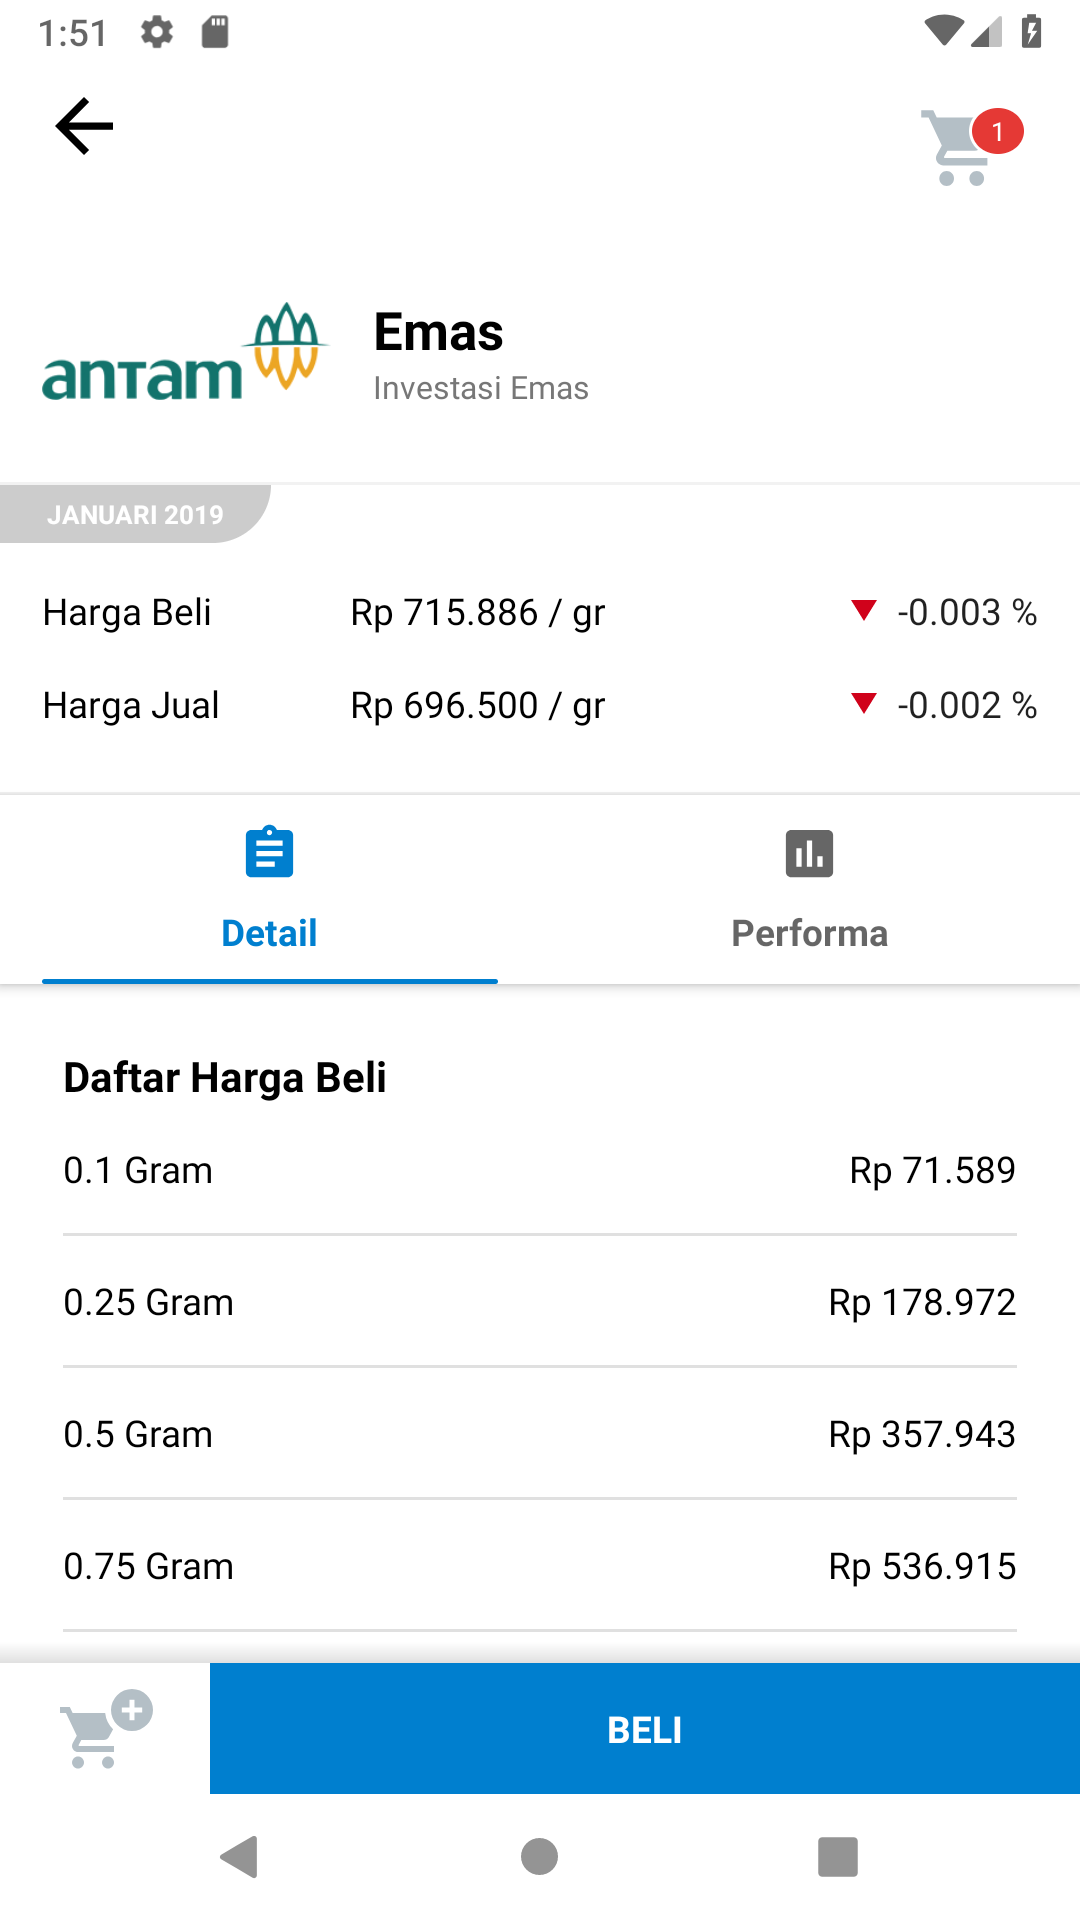 1:51
1
antam
Emas
Investasi Emas
JANUARI 2019
Harga Beli Rp 715.886 / gr -0.003 %
Harga Jual Rp 696.500 / gr -0.002 %
Detail Performa
Daftar Harga Beli
0.1 Gram Rp 71.589
0.25 Gram Rp 178.972
0.5 Gram Rp 357.943
0.75 Gram Rp 536.915
BELI